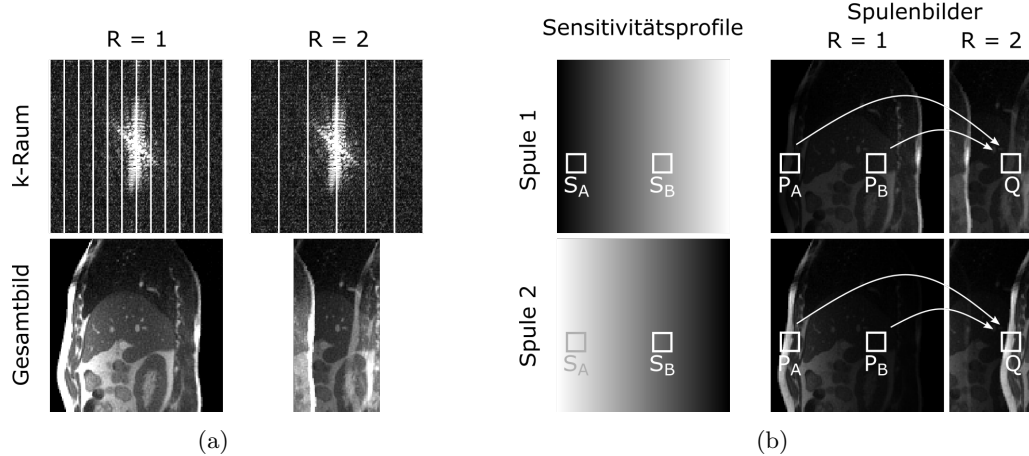 R = 1
R = 2
k-Raum
Gesamtbild
(a)
Sensitivitätsprofile
Spulenbilder
R = 1
R = 2
Spule 1
S_A
S_B
P_A
P_B
Q
Spule 2
S_A
S_B
P_A
P_B
Q
(b)